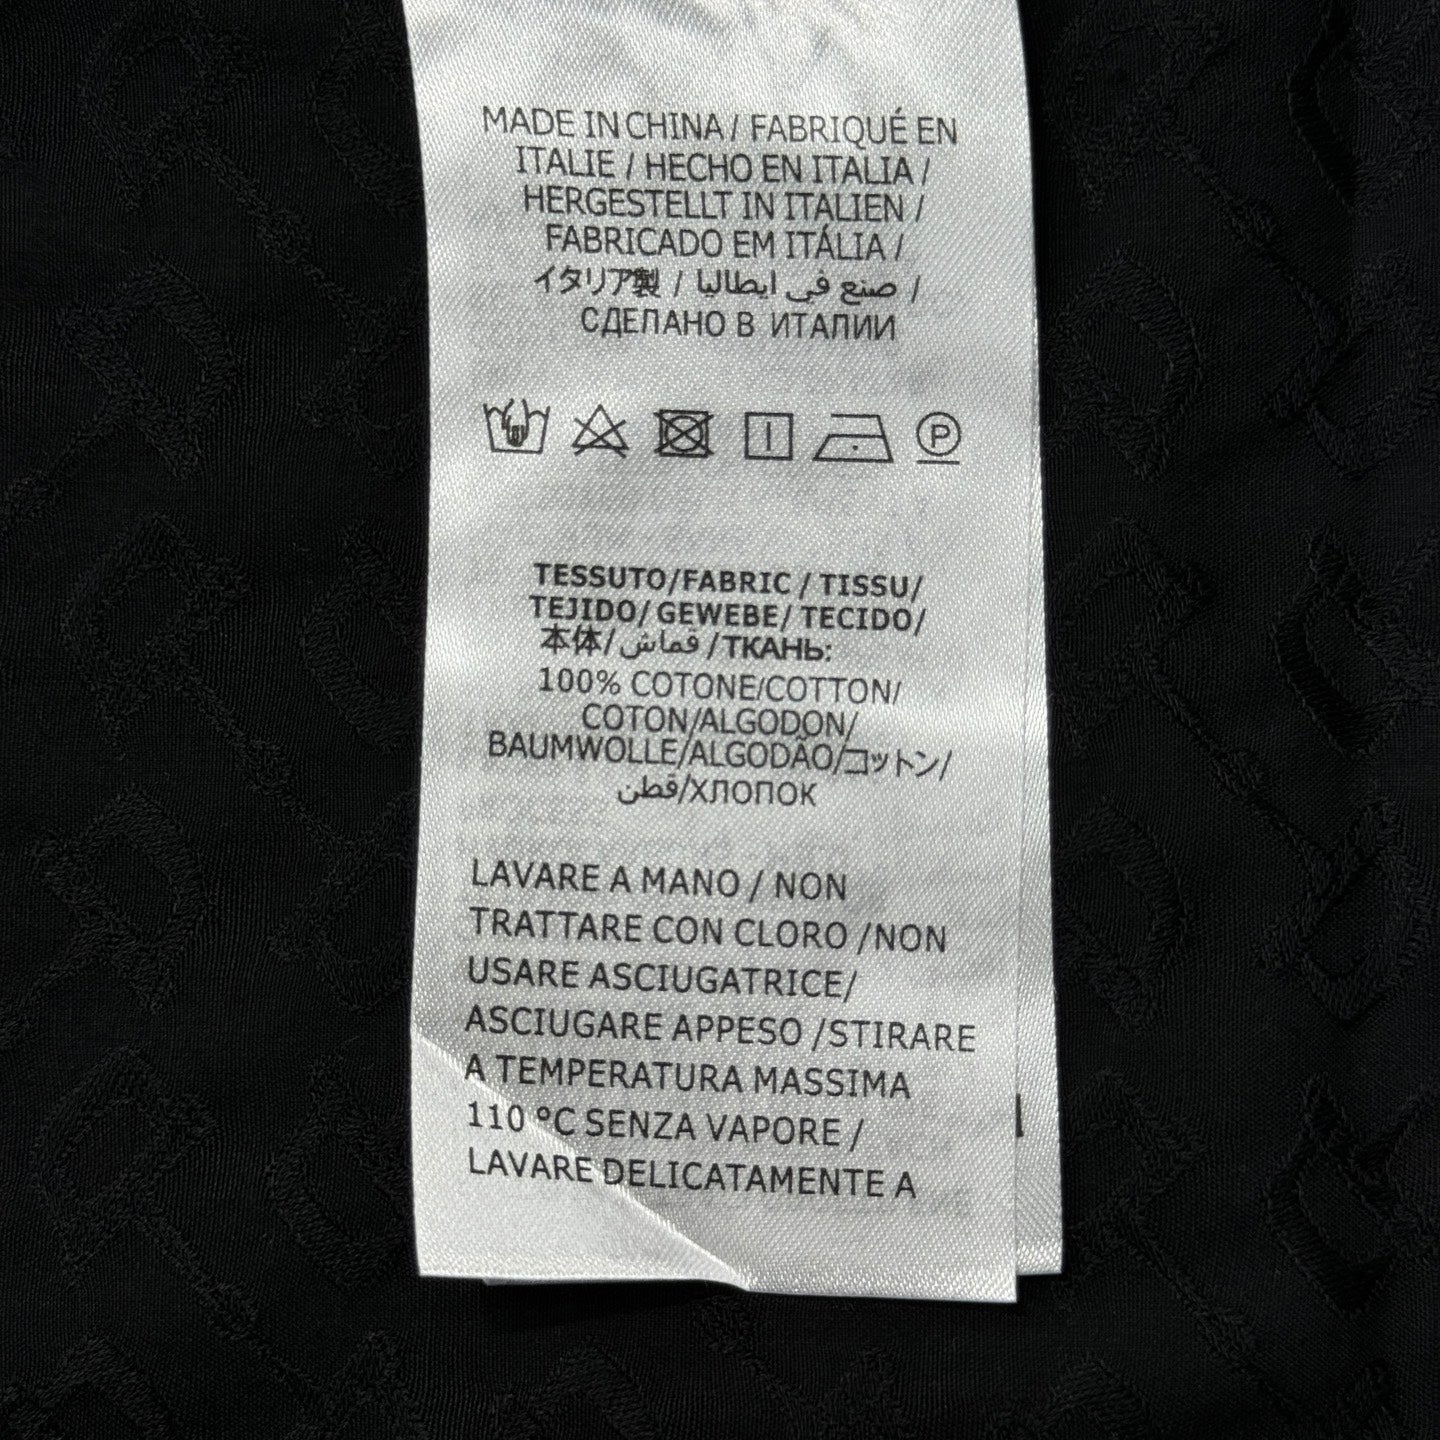 MADE IN CHINA / FABRIQUÉ EN
ITALIE / HECHO EN ITALIA /
HERGESTELLT IN ITALIEN /
FABRICADO EM ITÁLIA /
イタリア製 / صنع في ايطاليا /
СДЕЛАНО В ИТАЛИИ
P
TESSUTO/FABRIC / TISSU/
TEJIDO/ GEWEBE/ TECIDO/
本体/ قماش /ТКАНЬ:
100% COTONE/COTTON/
COTON/ALGODON/
BAUMWOLLE/ALGODÃO/コットン/
قطن/ХЛОПОК
LAVARE A MANO / NON
TRATTARE CON CLORO /NON
USARE ASCIUGATRICE/
ASCIUGARE APPESO /STIRARE
A TEMPERATURA MASSIMA
110 °C SENZA VAPORE /
LAVARE DELICATAMENTE A